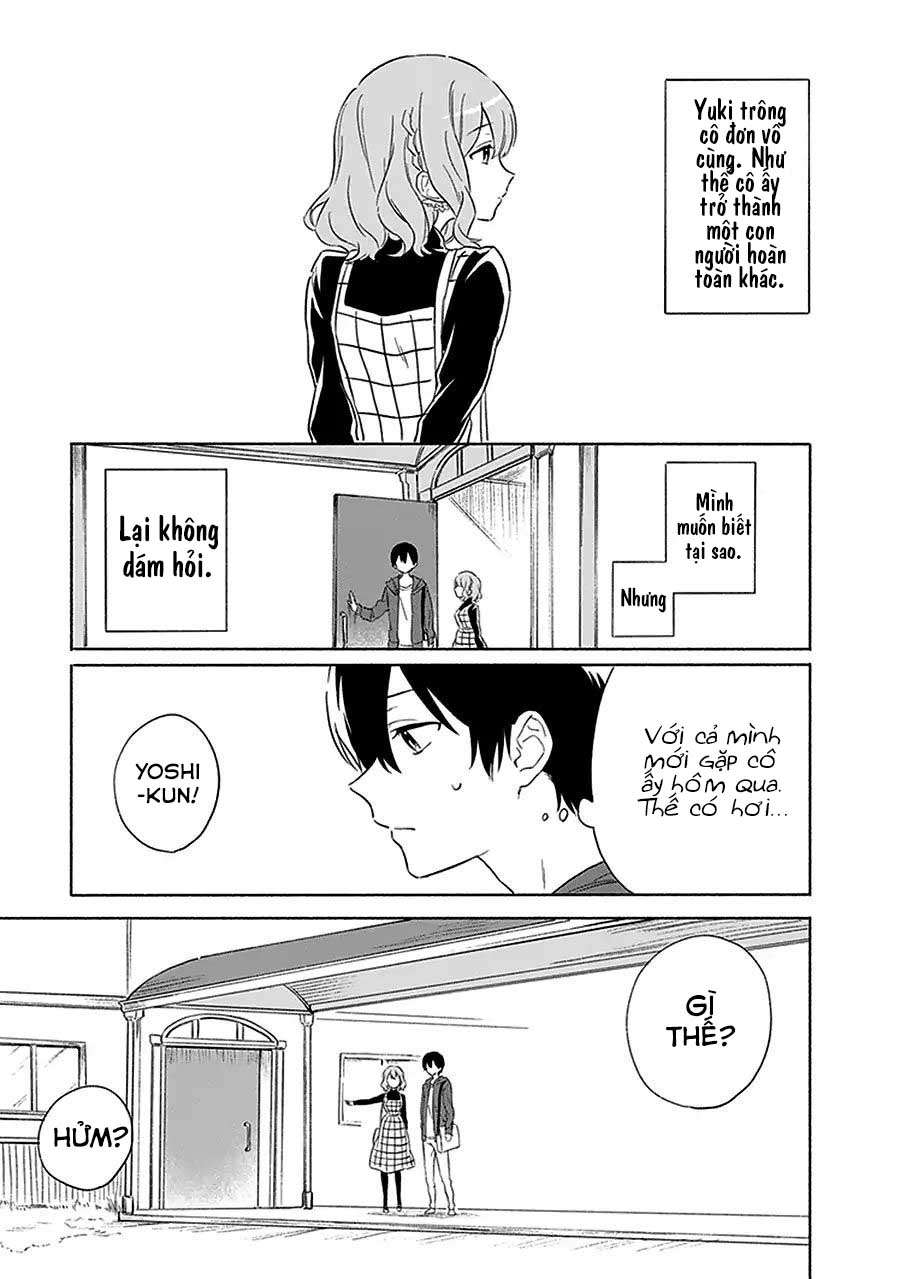 Yuki trông
cô đơn vô
cùng. Như
thể cô ấy
trở thành
một con
người hoàn
toàn khác.
Mình
muốn biết
tại sao.
Nhưng
Lại không
dám hỏi.
Với cả mình
mới gặp cô
ấy hôm qua.
Thế có hơi...
YOSHI
-KUN!
GÌ
THẾ?
HỬM?